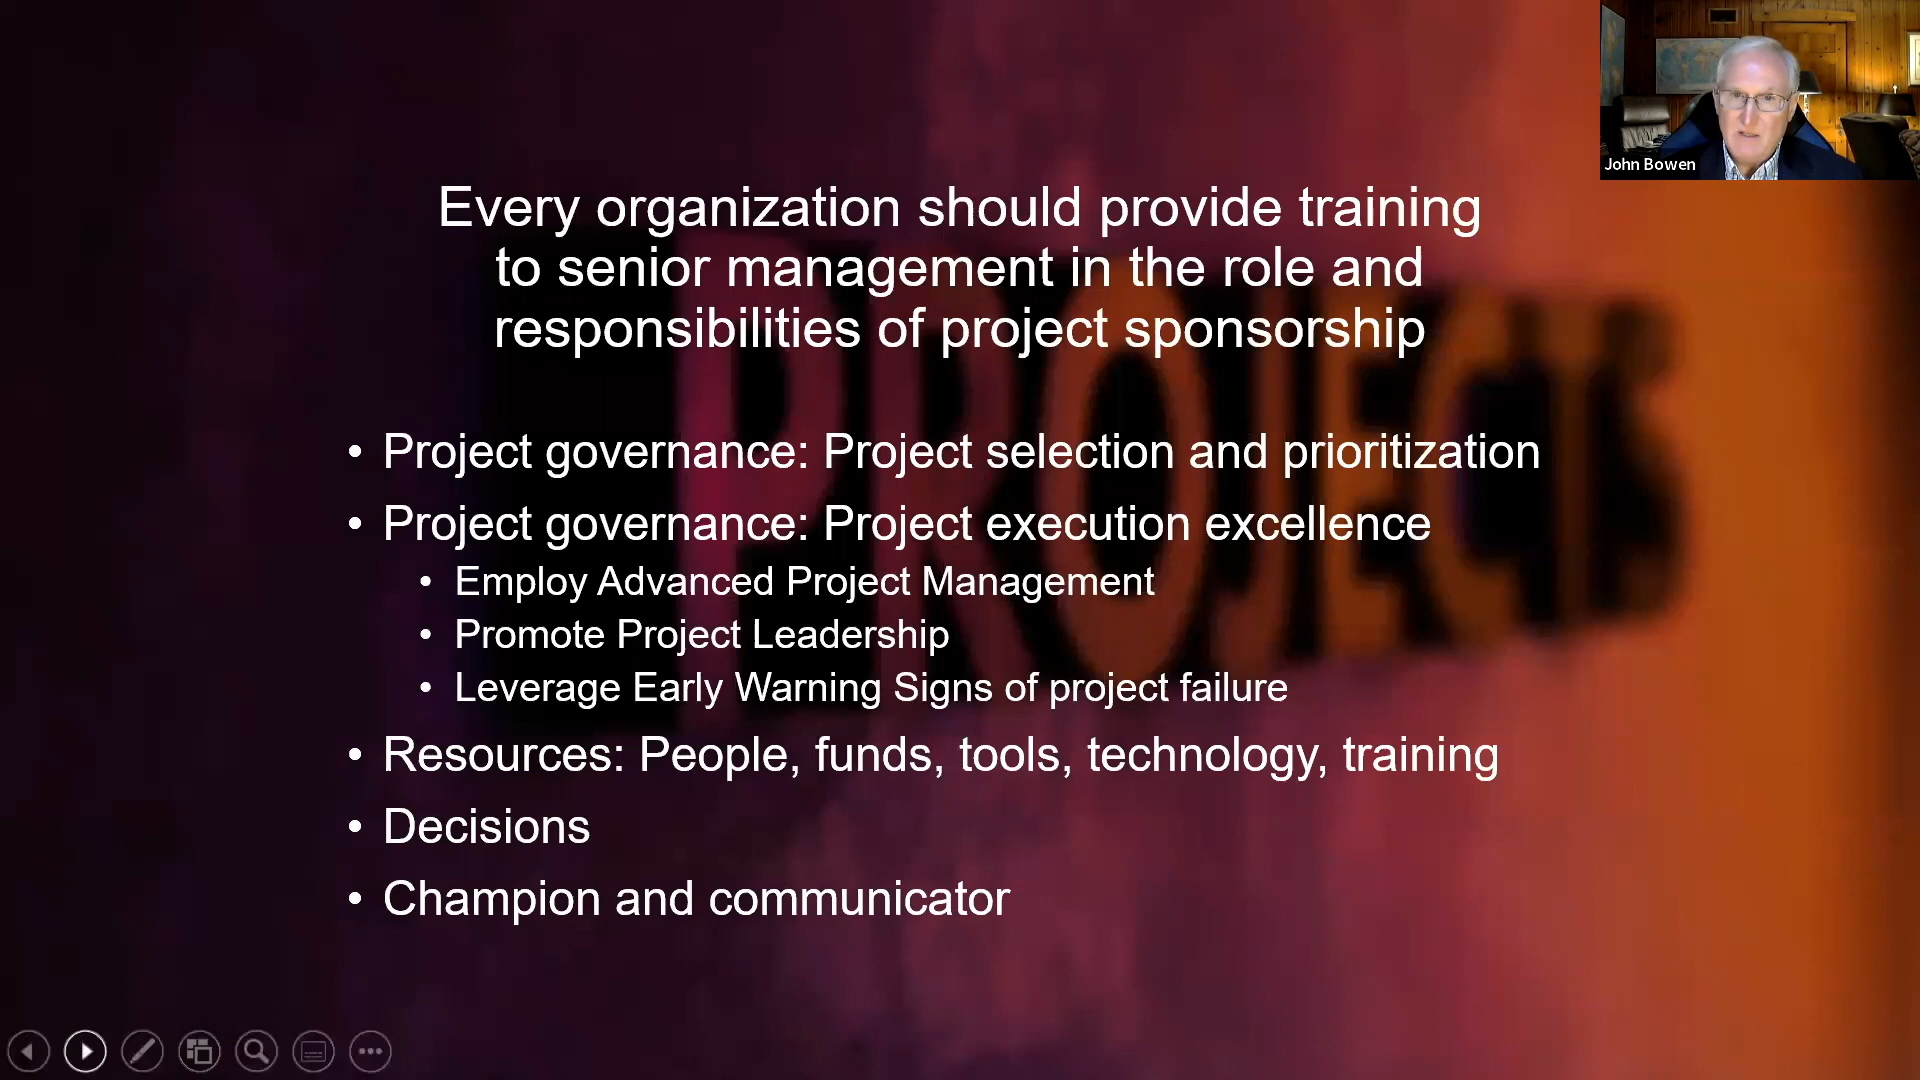 John Bowen
Every organization should provide training
to senior management in the role and
responsibilities of project sponsorship
PROJECTS
• Project governance: Project selection and prioritization
• Project governance: Project execution excellence
• Employ Advanced Project Management
• Promote Project Leadership
• Leverage Early Warning Signs of project failure
• Resources: People, funds, tools, technology, training
• Decisions
• Champion and communicator